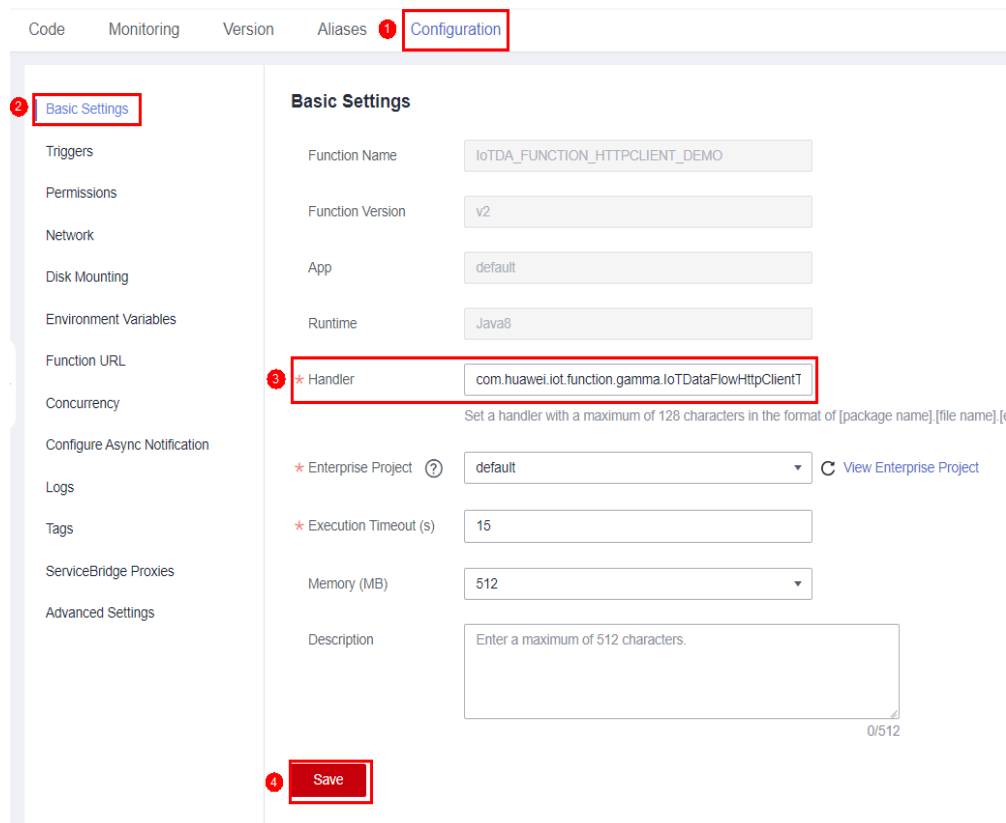 Code Monitoring Version Aliases 1 Configuration
2 Basic Settings
Triggers
Permissions
Network
Disk Mounting
Environment Variables
Function URL
Concurrency
Configure Async Notification
Logs
Tags
ServiceBridge Proxies
Advanced Settings
Basic Settings
Function Name IoTDA_FUNCTION_HTTPCLIENT_DEMO
Function Version v2
App default
Runtime Java8
3 * Handler com.huawei.iot.function.gamma.IoTDataFlowHttpClientT
Set a handler with a maximum of 128 characters in the format of [package name].[file name].[
* Enterprise Project ? default View Enterprise Project
* Execution Timeout (s) 15
Memory (MB) 512
Description Enter a maximum of 512 characters.
0/512
4 Save